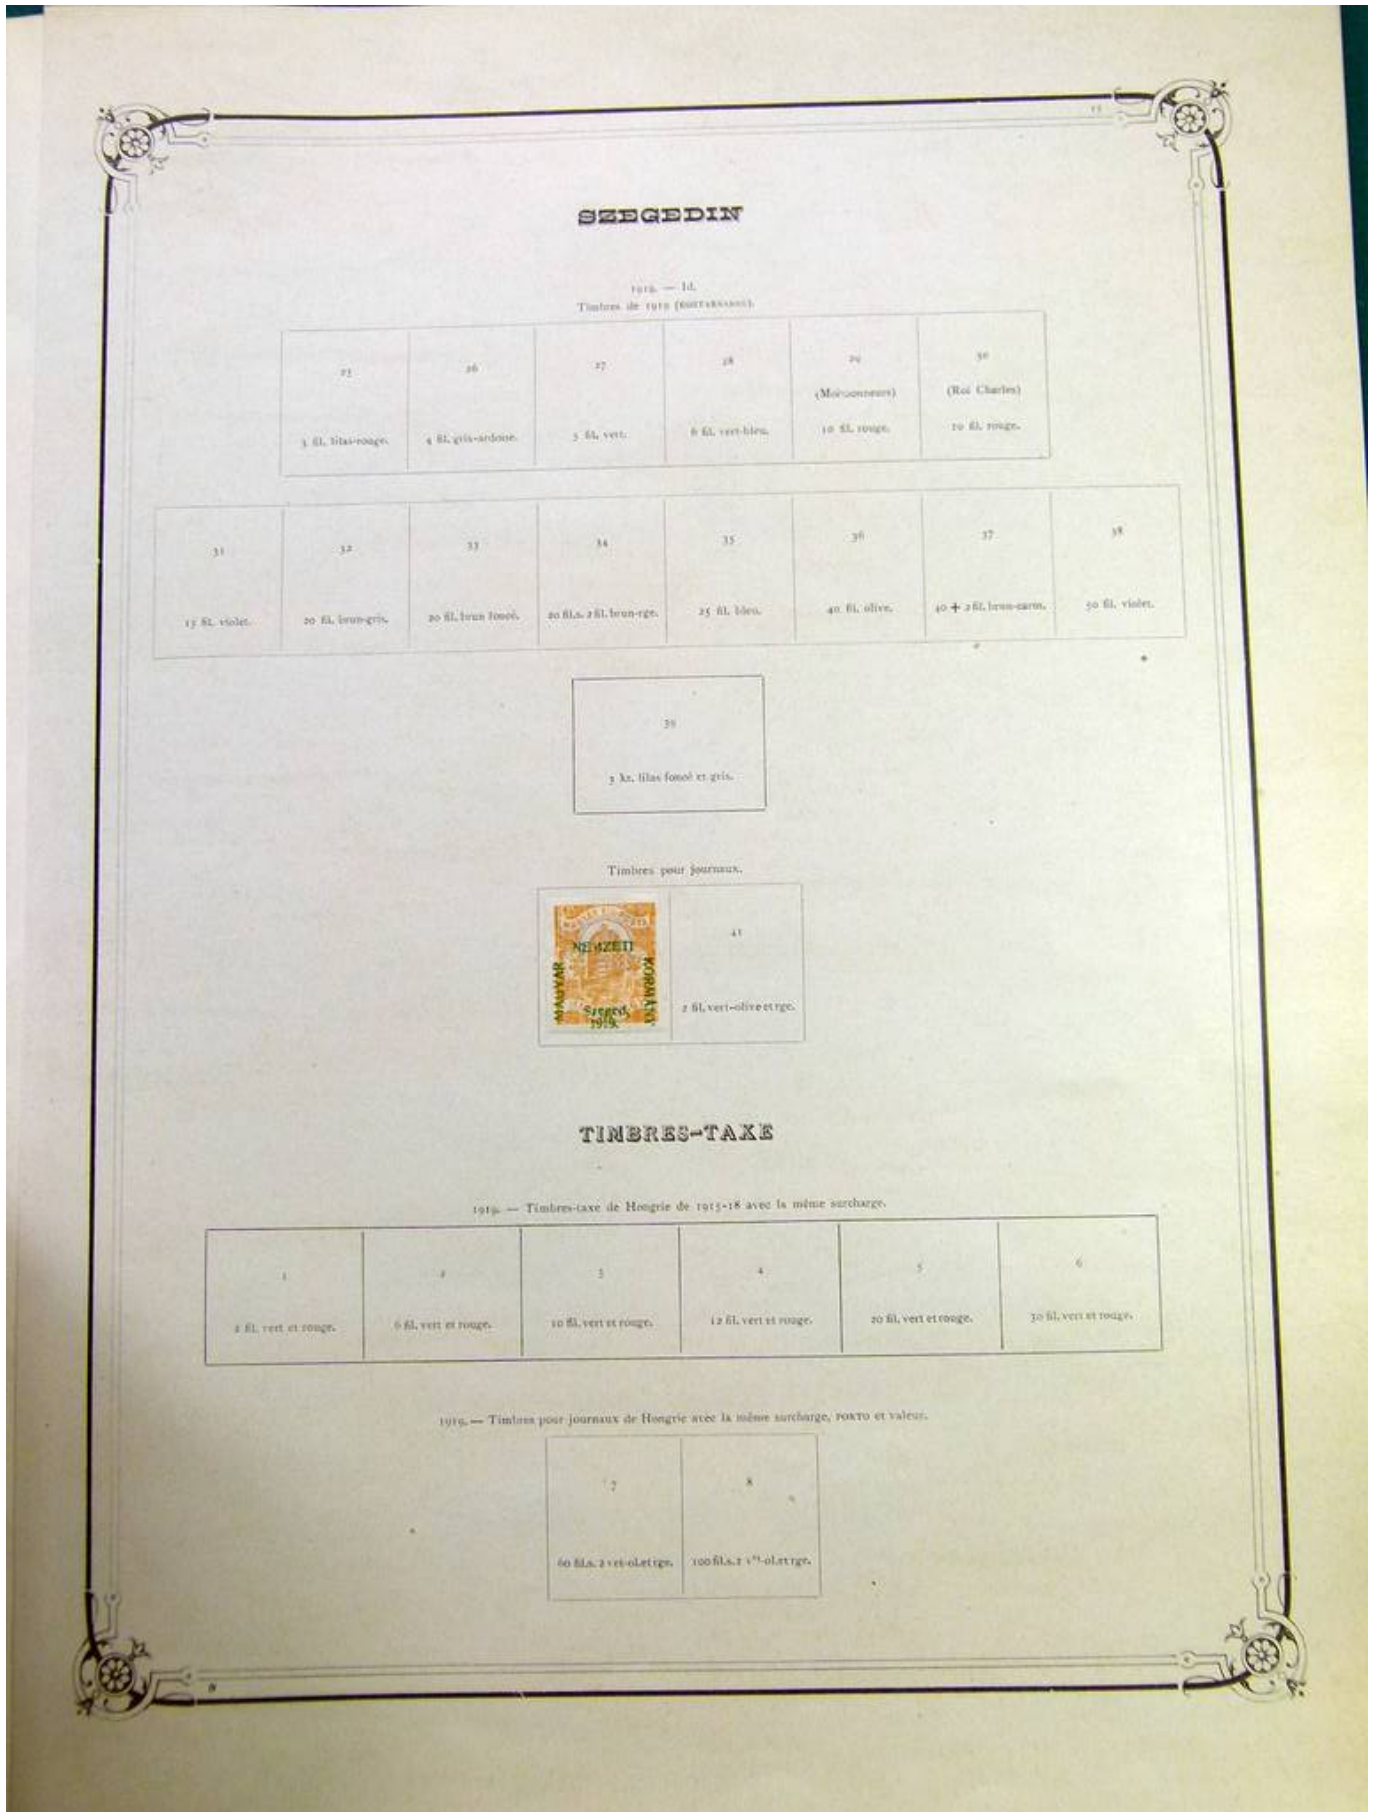 SZEGEDIN
1919. — Id.
Timbres de 1919 (KÖZTÁRSASÁG).
25 26 27 28 29 30
(Moissonneurs) (Roi Charles)
3 fil. lilas-rouge. 4 fil. gris-ardoise. 5 fil. vert. 6 fil. vert-bleu. 10 fil. rouge. 10 fil. rouge.
31 32 33 34 35 36 37 38
15 fil. violet. 20 fil. brun-gris. 20 fil. brun foncé. 20 fil.s. 2 fil. brun-rge. 25 fil. bleu. 40 fil. olive. 40 + 2 fil. brun-carm. 50 fil. violet.
39
3 kr. lilas foncé et gris.
Timbres pour journaux.
NEMZETI
MAGYAR
KORMÁNY
Szeged,
1919.
41
2 fil. vert-olive et rge.
TIMBRES-TAXE
1919. — Timbres-taxe de Hongrie de 1915-18 avec la même surcharge.
1 2 3 4 5 6
2 fil. vert et rouge. 6 fil. vert et rouge. 10 fil. vert et rouge. 12 fil. vert et rouge. 20 fil. vert et rouge. 30 fil. vert et rouge.
1919. — Timbres pour journaux de Hongrie avec la même surcharge, PORTO et valeur.
7 8
60 fil.s. 2 vet-ol.et rge. 100 fil.s. 2 vet-ol.et rge.